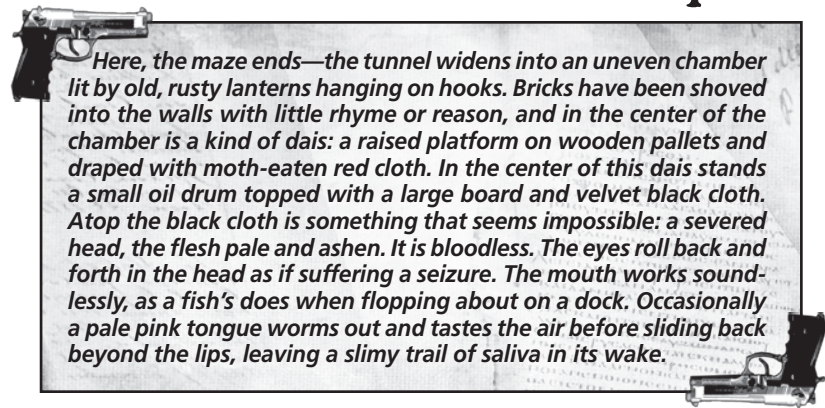 Here, the maze ends—the tunnel widens into an uneven chamber
lit by old, rusty lanterns hanging on hooks. Bricks have been shoved
into the walls with little rhyme or reason, and in the center of the
chamber is a kind of dais: a raised platform on wooden pallets and
draped with moth-eaten red cloth. In the center of this dais stands
a small oil drum topped with a large board and velvet black cloth.
Atop the black cloth is something that seems impossible: a severed
head, the flesh pale and ashen. It is bloodless. The eyes roll back and
forth in the head as if suffering a seizure. The mouth works sound-
lessly, as a fish’s does when flopping about on a dock. Occasionally
a pale pink tongue worms out and tastes the air before sliding back
beyond the lips, leaving a slimy trail of saliva in its wake.